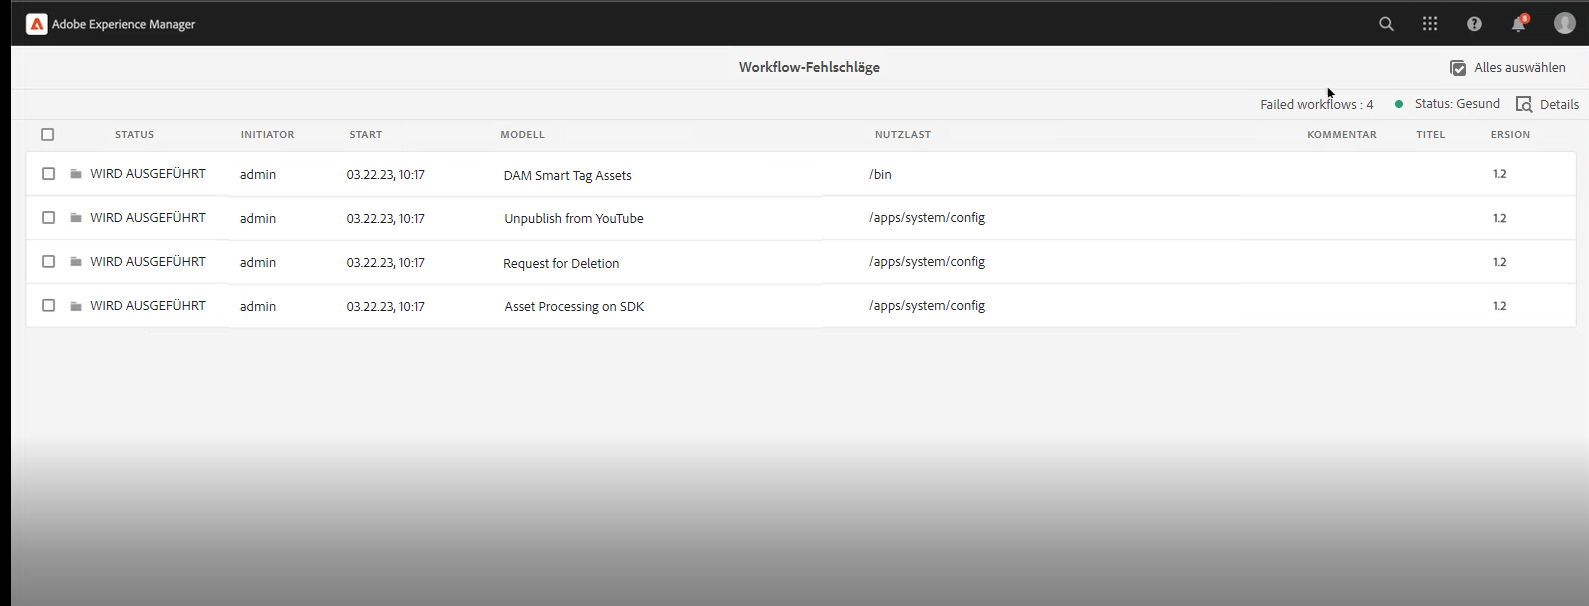 Adobe Experience Manager
8
Workflow-Fehlschläge
Alles auswählen
Failed workflows : 4 Status: Gesund Details
STATUS INITIATOR START MODELL NUTZLAST KOMMENTAR TITEL ERSION
WIRD AUSGEFÜHRT admin 03.22.23, 10:17 DAM Smart Tag Assets /bin 1.2
WIRD AUSGEFÜHRT admin 03.22.23, 10:17 Unpublish from YouTube /apps/system/config 1.2
WIRD AUSGEFÜHRT admin 03.22.23, 10:17 Request for Deletion /apps/system/config 1.2
WIRD AUSGEFÜHRT admin 03.22.23, 10:17 Asset Processing on SDK /apps/system/config 1.2